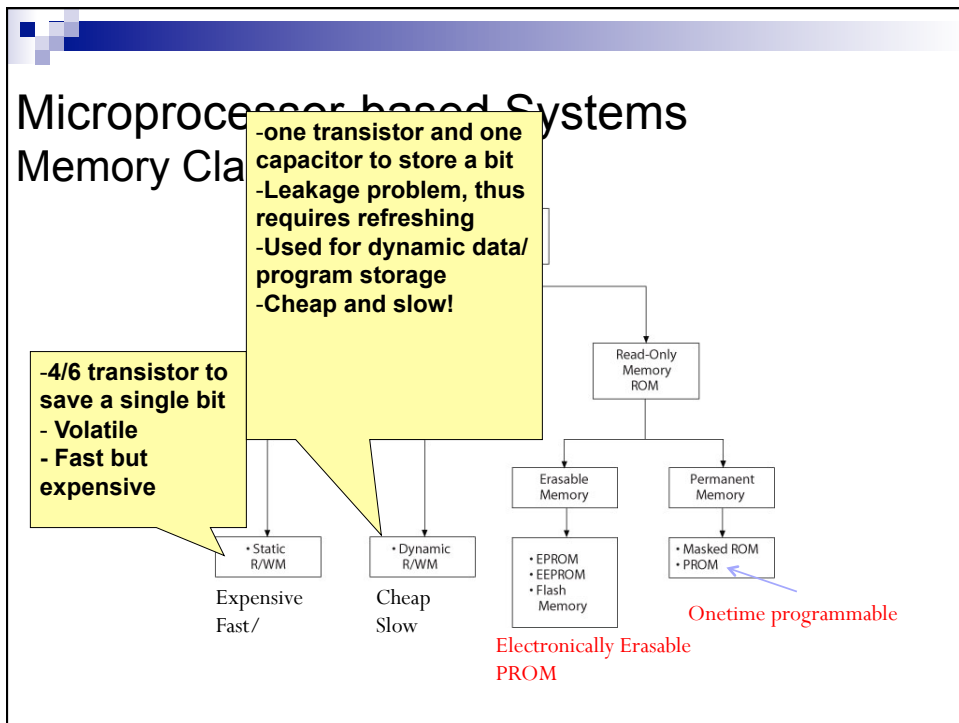 Microprocessor-based Systems
Memory Cla
-one transistor and one
capacitor to store a bit
-Leakage problem, thus
requires refreshing
-Used for dynamic data/
program storage
-Cheap and slow!
-4/6 transistor to
save a single bit
- Volatile
- Fast but
expensive
Read-Only
Memory
ROM
Erasable
Memory
Permanent
Memory
• Static
R/WM
• Dynamic
R/WM
• EPROM
• EEPROM
• Flash
Memory
• Masked ROM
• PROM
Expensive
Fast/
Cheap
Slow
Onetime programmable
Electronically Erasable
PROM